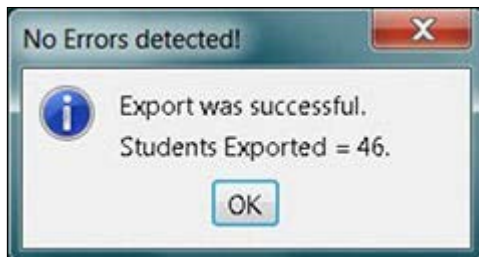 No Errors detected!
Export was successful.
Students Exported = 46.
OK